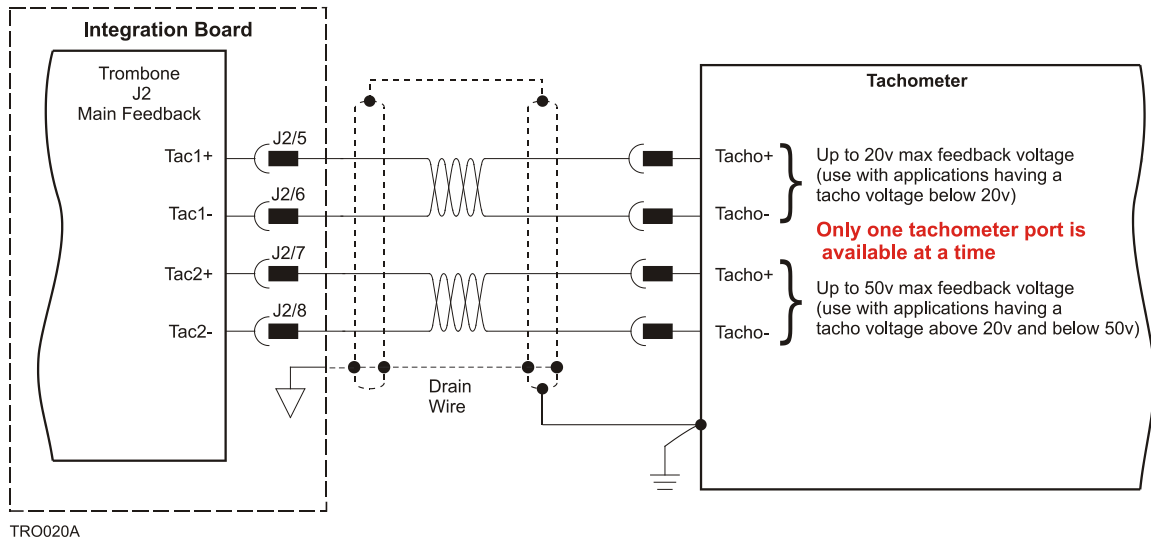 Integration Board
Trombone
J2
Main Feedback
Tac1+
J2/5
Tac1-
J2/6
Tac2+
J2/7
Tac2-
J2/8
Drain
Wire
Tachometer
Tacho+
Tacho-
Up to 20v max feedback voltage
(use with applications having a
tacho voltage below 20v)
Only one tachometer port is
available at a time
Tacho+
Tacho-
Up to 50v max feedback voltage
(use with applications having a
tacho voltage above 20v and below 50v)
TRO020A